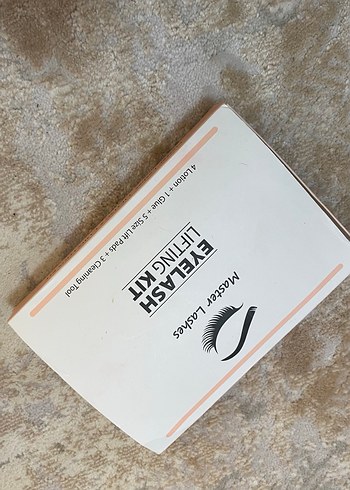 Master Lashes
EYELASH
LIFTING KIT
4 Lotion + 1 Glue + 5 Size Lift Pads + 3 Cleaning Tool